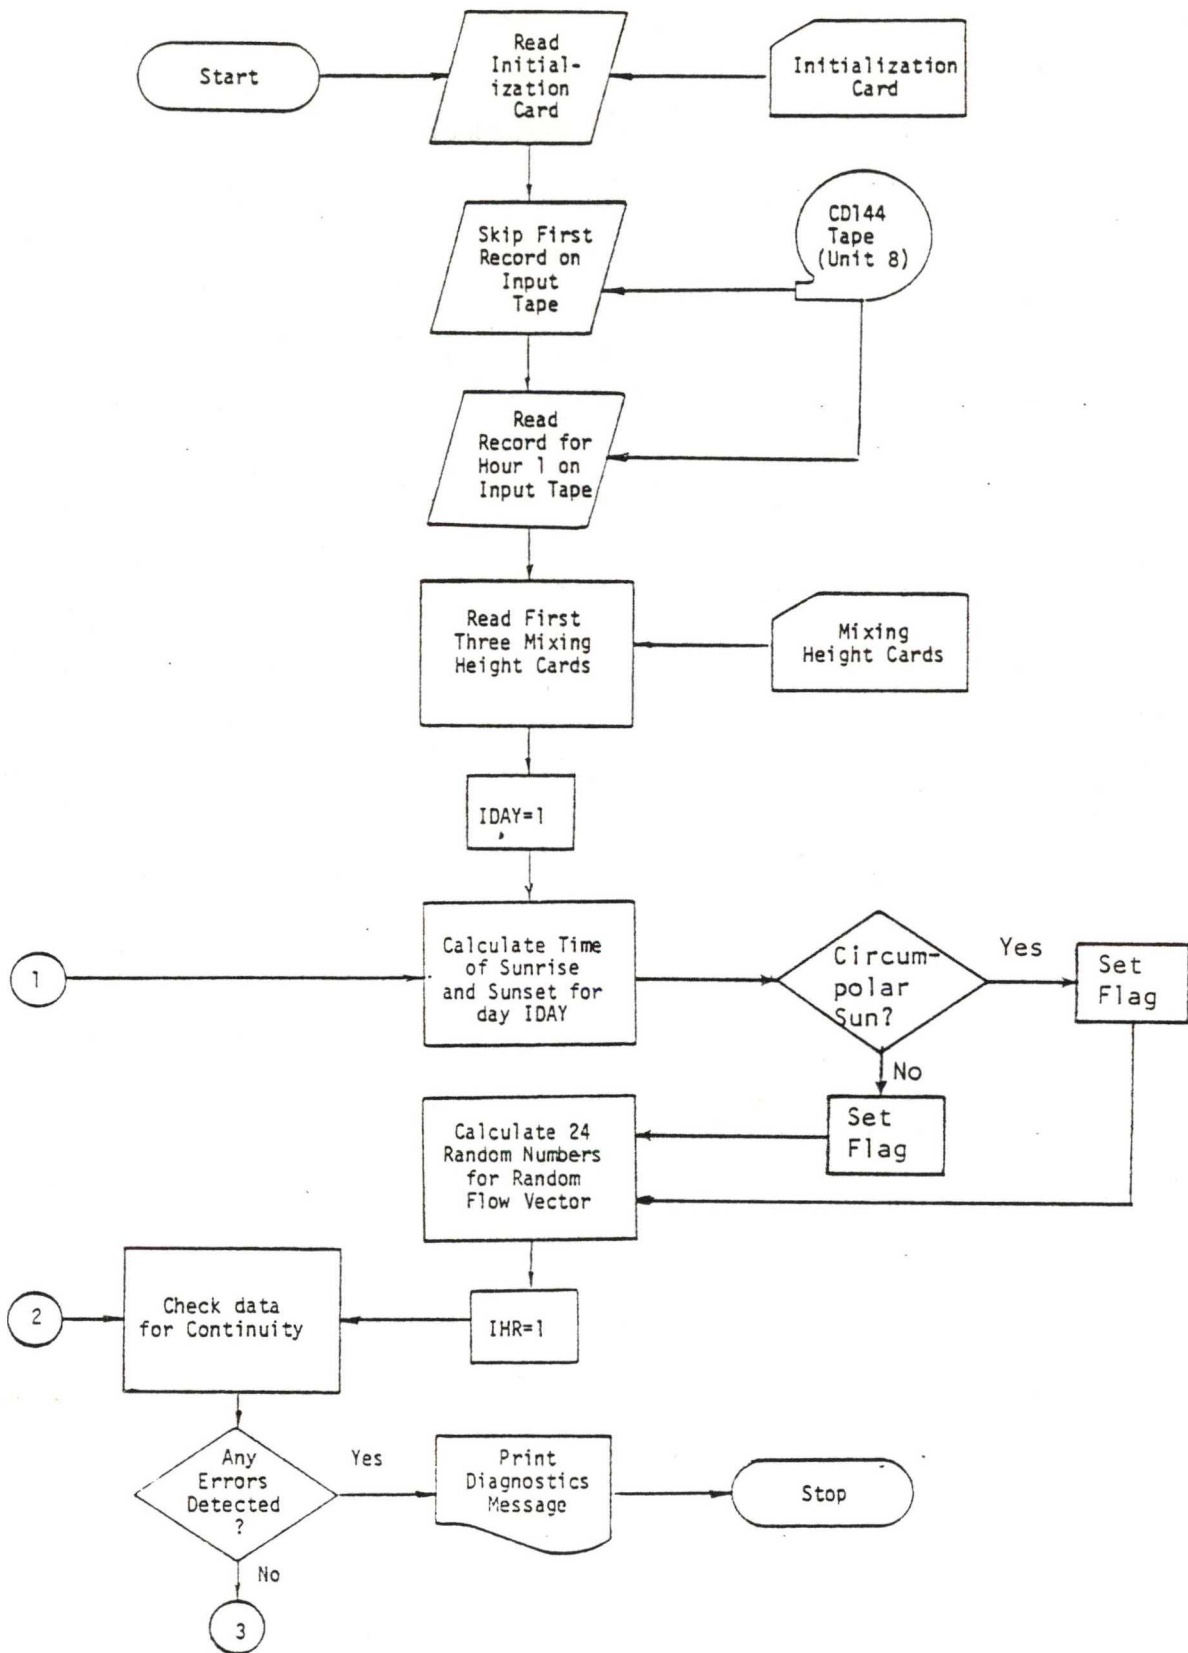 Start
Read
Initial-
ization
Card
Initialization
Card
Skip First
Record on
Input
Tape
CD144
Tape
(Unit 8)
Read
Record for
Hour 1 on
Input Tape
Read First
Three Mixing
Height Cards
Mixing
Height Cards
IDAY=1
1
Calculate Time
of Sunrise
and Sunset for
day IDAY
Circum-
polar
Sun?
Yes
Set
Flag
No
Set
Flag
Calculate 24
Random Numbers
for Random
Flow Vector
2
Check data
for Continuity
IHR=1
Any
Errors
Detected
?
Yes
Print
Diagnostics
Message
Stop
No
3